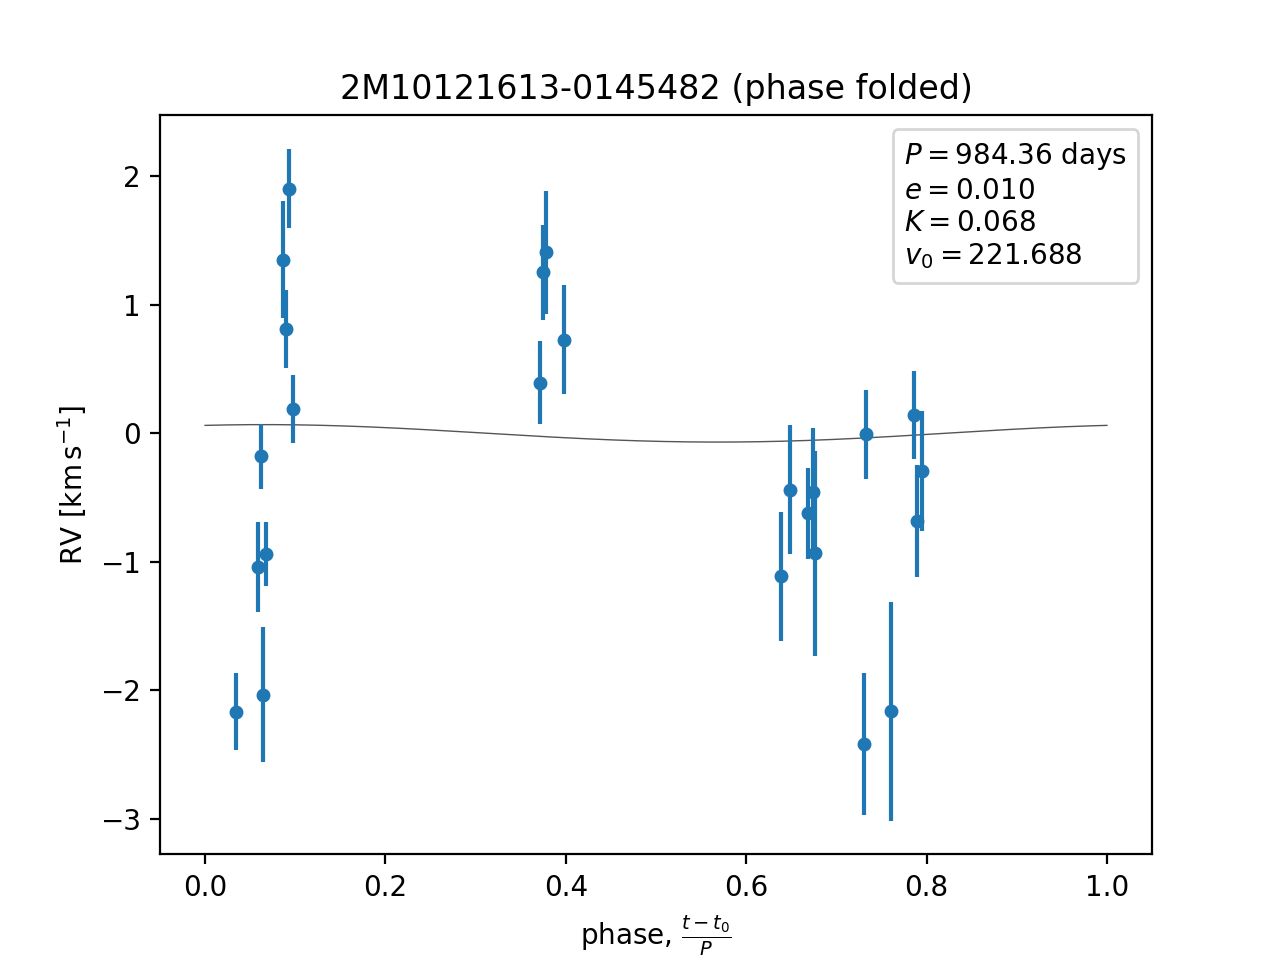 2M10121613-0145482 (phase folded)
P = 984.36 days
e = 0.010
K = 0.068
v₀ = 221.688
2
1
0
−1
−2
−3
RV [km s⁻¹]
0.0 0.2 0.4 0.6 0.8 1.0
phase, (t − t₀)/P